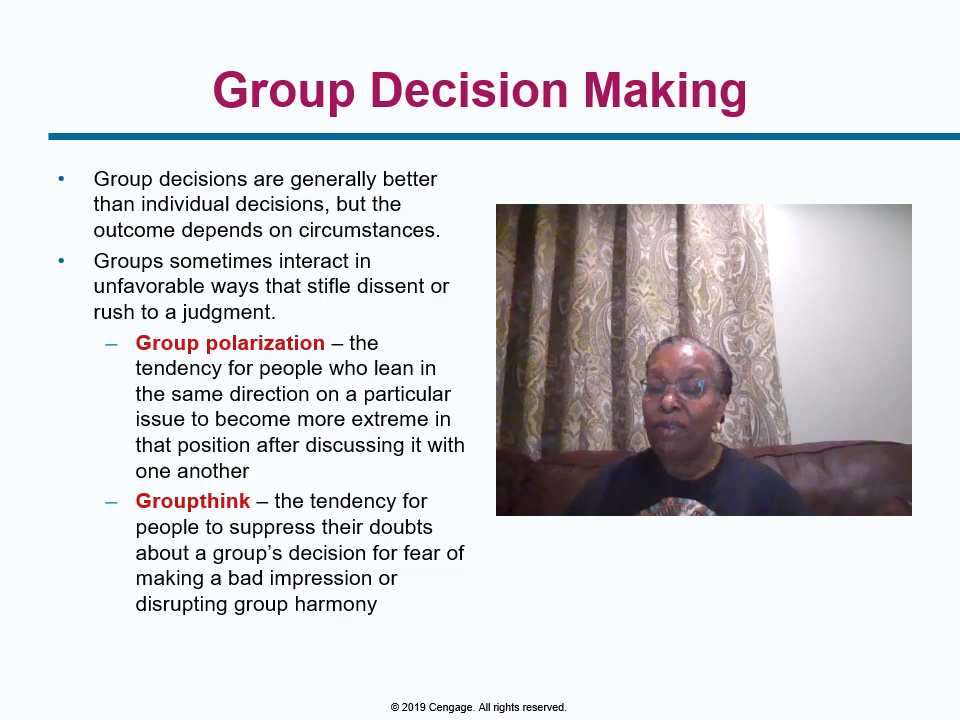 Group Decision Making
• Group decisions are generally better
than individual decisions, but the
outcome depends on circumstances.
• Groups sometimes interact in
unfavorable ways that stifle dissent or
rush to a judgment.
– Group polarization – the
tendency for people who lean in
the same direction on a particular
issue to become more extreme in
that position after discussing it with
one another
– Groupthink – the tendency for
people to suppress their doubts
about a group’s decision for fear of
making a bad impression or
disrupting group harmony
© 2019 Cengage. All rights reserved.